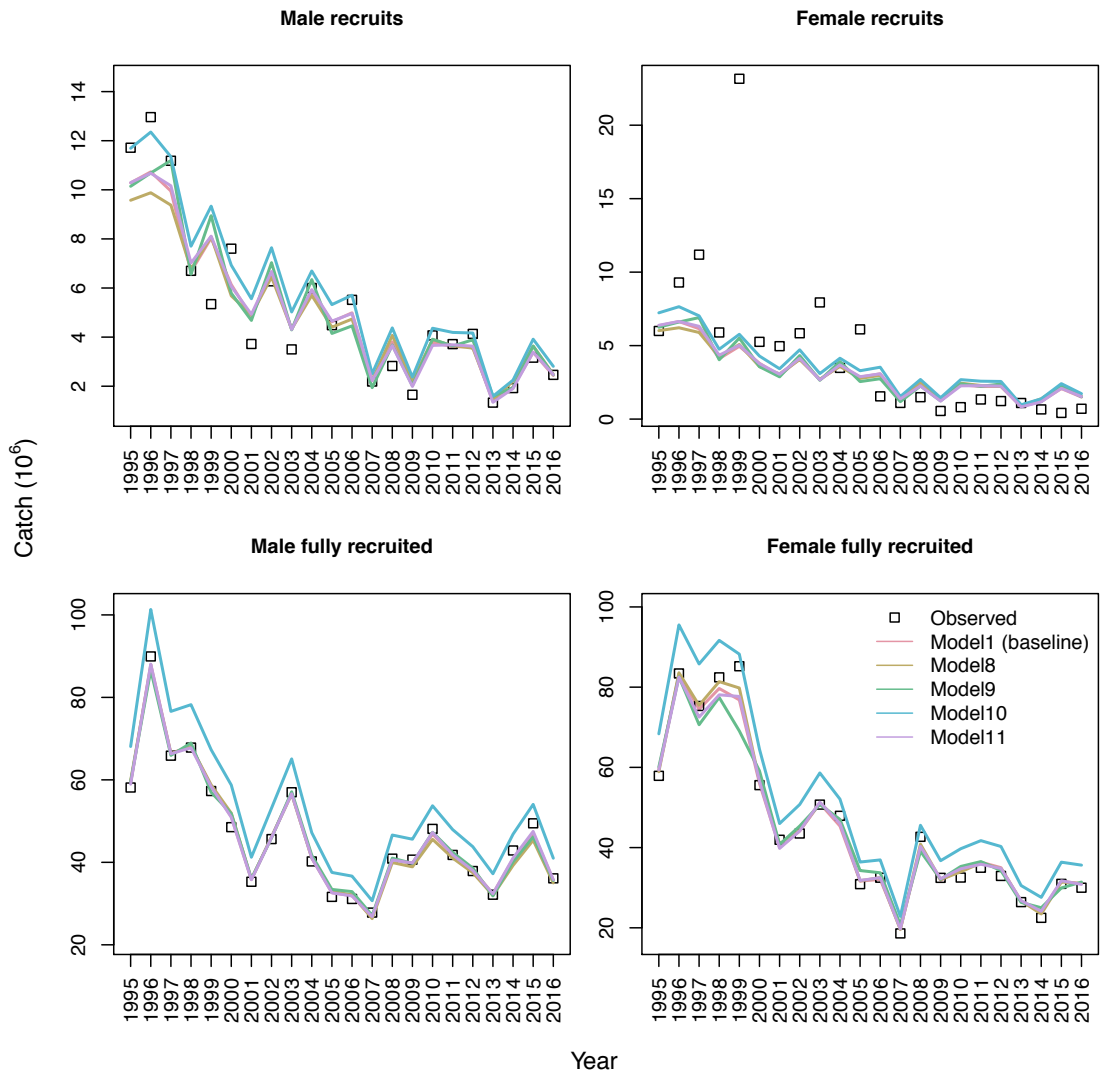 Male recruits
Female recruits
14
12
10
8
6
4
2
20
15
10
5
0
1995 1996 1997 1998 1999 2000 2001 2002 2003 2004 2005 2006 2007 2008 2009 2010 2011 2012 2013 2014 2015 2016
1995 1996 1997 1998 1999 2000 2001 2002 2003 2004 2005 2006 2007 2008 2009 2010 2011 2012 2013 2014 2015 2016
Catch (10⁶)
Male fully recruited
Female fully recruited
100
80
60
40
20
100
80
60
40
20
Observed
Model1 (baseline)
Model8
Model9
Model10
Model11
1995 1996 1997 1998 1999 2000 2001 2002 2003 2004 2005 2006 2007 2008 2009 2010 2011 2012 2013 2014 2015 2016
1995 1996 1997 1998 1999 2000 2001 2002 2003 2004 2005 2006 2007 2008 2009 2010 2011 2012 2013 2014 2015 2016
Year